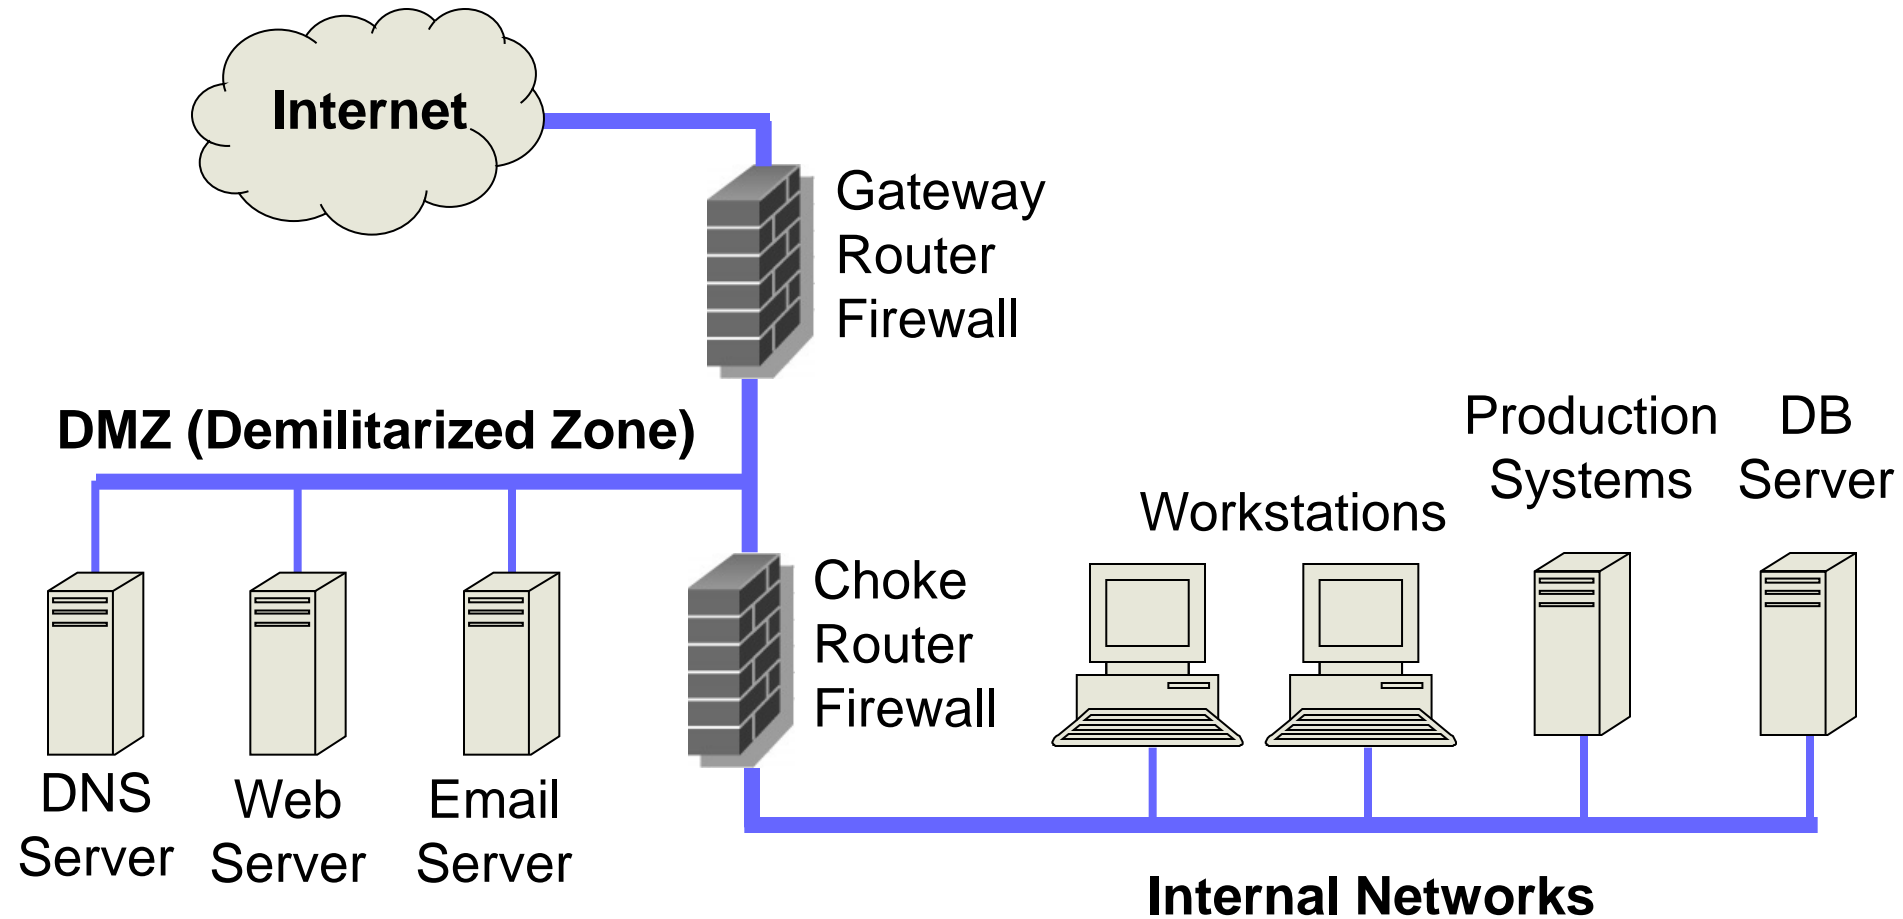 Internet
Gateway
Router
Firewall
DMZ (Demilitarized Zone)
Production
Systems
DB
Server
Workstations
Choke
Router
Firewall
DNS
Server
Web
Server
Email
Server
Internal Networks